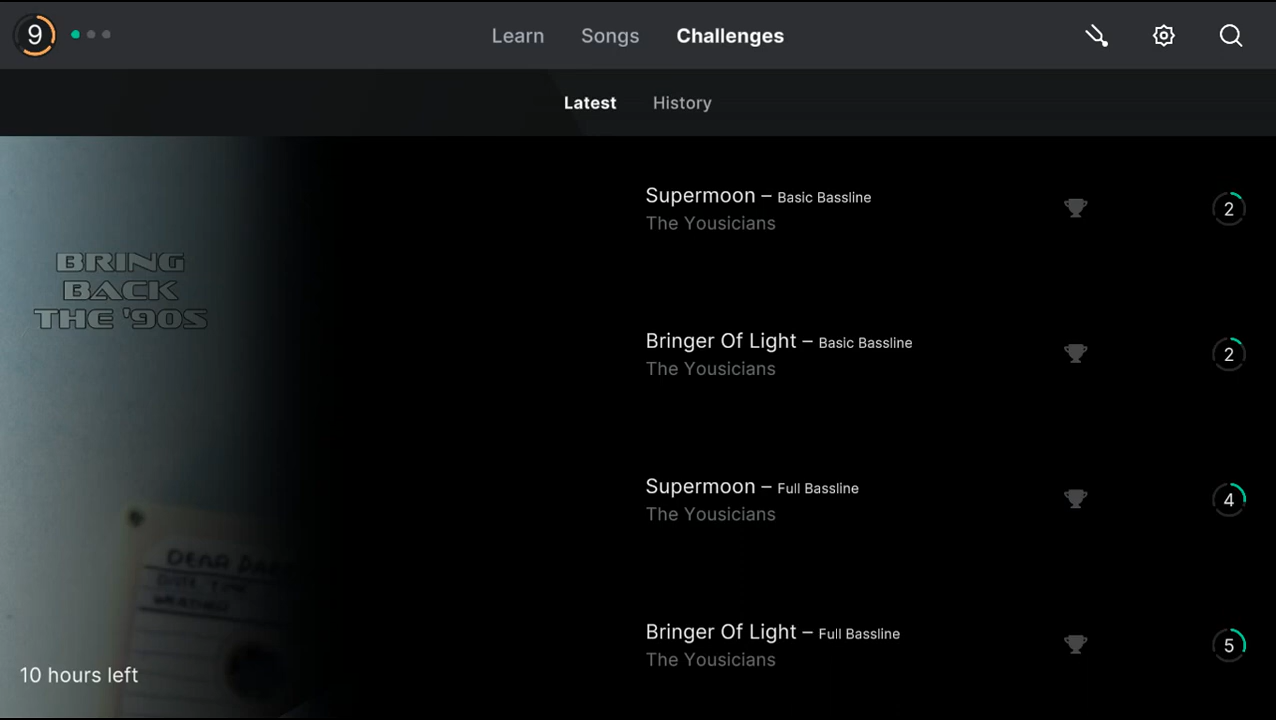 9
Learn Songs Challenges
Latest History
BRING
BACK
THE '90S
DEAR
10 hours left
Supermoon – Basic Bassline
The Yousicians
2
Bringer Of Light – Basic Bassline
The Yousicians
2
Supermoon – Full Bassline
The Yousicians
4
Bringer Of Light – Full Bassline
The Yousicians
5